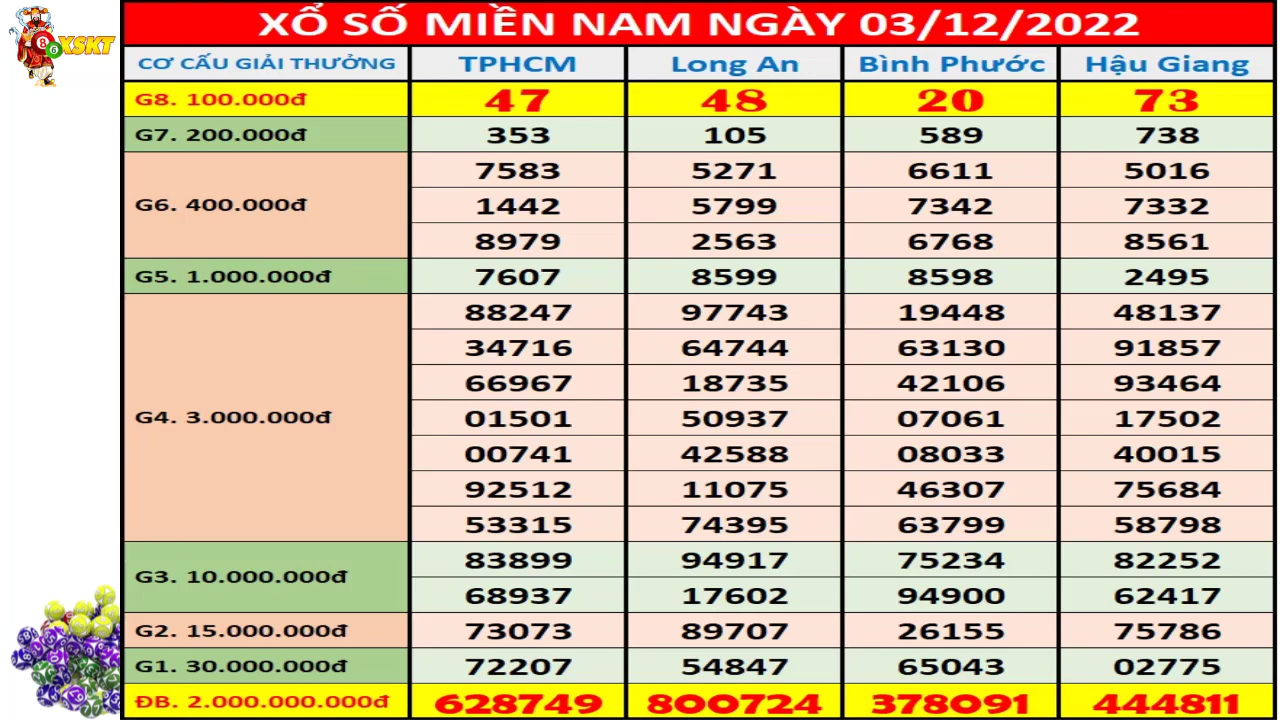 XỔ SỐ MIỀN NAM NGÀY 03/12/2022
XSKT
CƠ CẤU GIẢI THƯỞNG TPHCM Long An Bình Phước Hậu Giang
G8. 100.000đ 47 48 20 73
G7. 200.000đ 353 105 589 738
7583 5271 6611 5016
G6. 400.000đ 1442 5799 7342 7332
8979 2563 6768 8561
G5. 1.000.000đ 7607 8599 8598 2495
88247 97743 19448 48137
34716 64744 63130 91857
66967 18735 42106 93464
G4. 3.000.000đ 01501 50937 07061 17502
00741 42588 08033 40015
92512 11075 46307 75684
53315 74395 63799 58798
83899 94917 75234 82252
G3. 10.000.000đ
68937 17602 94900 62417
G2. 15.000.000đ 73073 89707 26155 75786
G1. 30.000.000đ 72207 54847 65043 02775
ĐB. 2.000.000.000đ 628749 800724 378091 444811